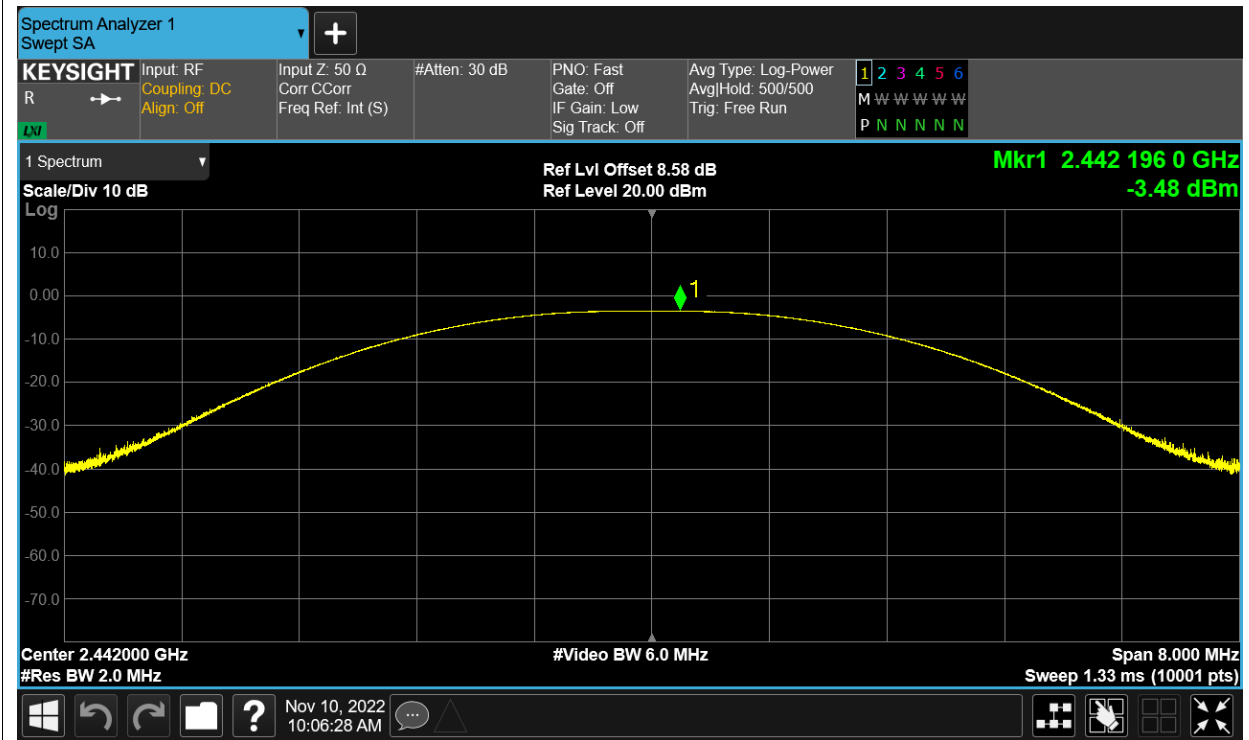 Spectrum Analyzer 1
Swept SA
KEYSIGHT
R
LXI
Input: RF
Coupling: DC
Align: Off
Input Z: 50 Ω
Corr CCorr
Freq Ref: Int (S)
#Atten: 30 dB
PNO: Fast
Gate: Off
IF Gain: Low
Sig Track: Off
Avg Type: Log-Power
Avg|Hold: 500/500
Trig: Free Run
1 2 3 4 5 6
M W W W W W
P N N N N N
1 Spectrum
Scale/Div 10 dB
Ref Lvl Offset 8.58 dB
Ref Level 20.00 dBm
Mkr1 2.442 196 0 GHz
-3.48 dBm
Log
10.0
0.00
-10.0
-20.0
-30.0
-40.0
-50.0
-60.0
-70.0
1
Center 2.442000 GHz
#Res BW 2.0 MHz
#Video BW 6.0 MHz
Span 8.000 MHz
Sweep 1.33 ms (10001 pts)
?
Nov 10, 2022
10:06:28 AM